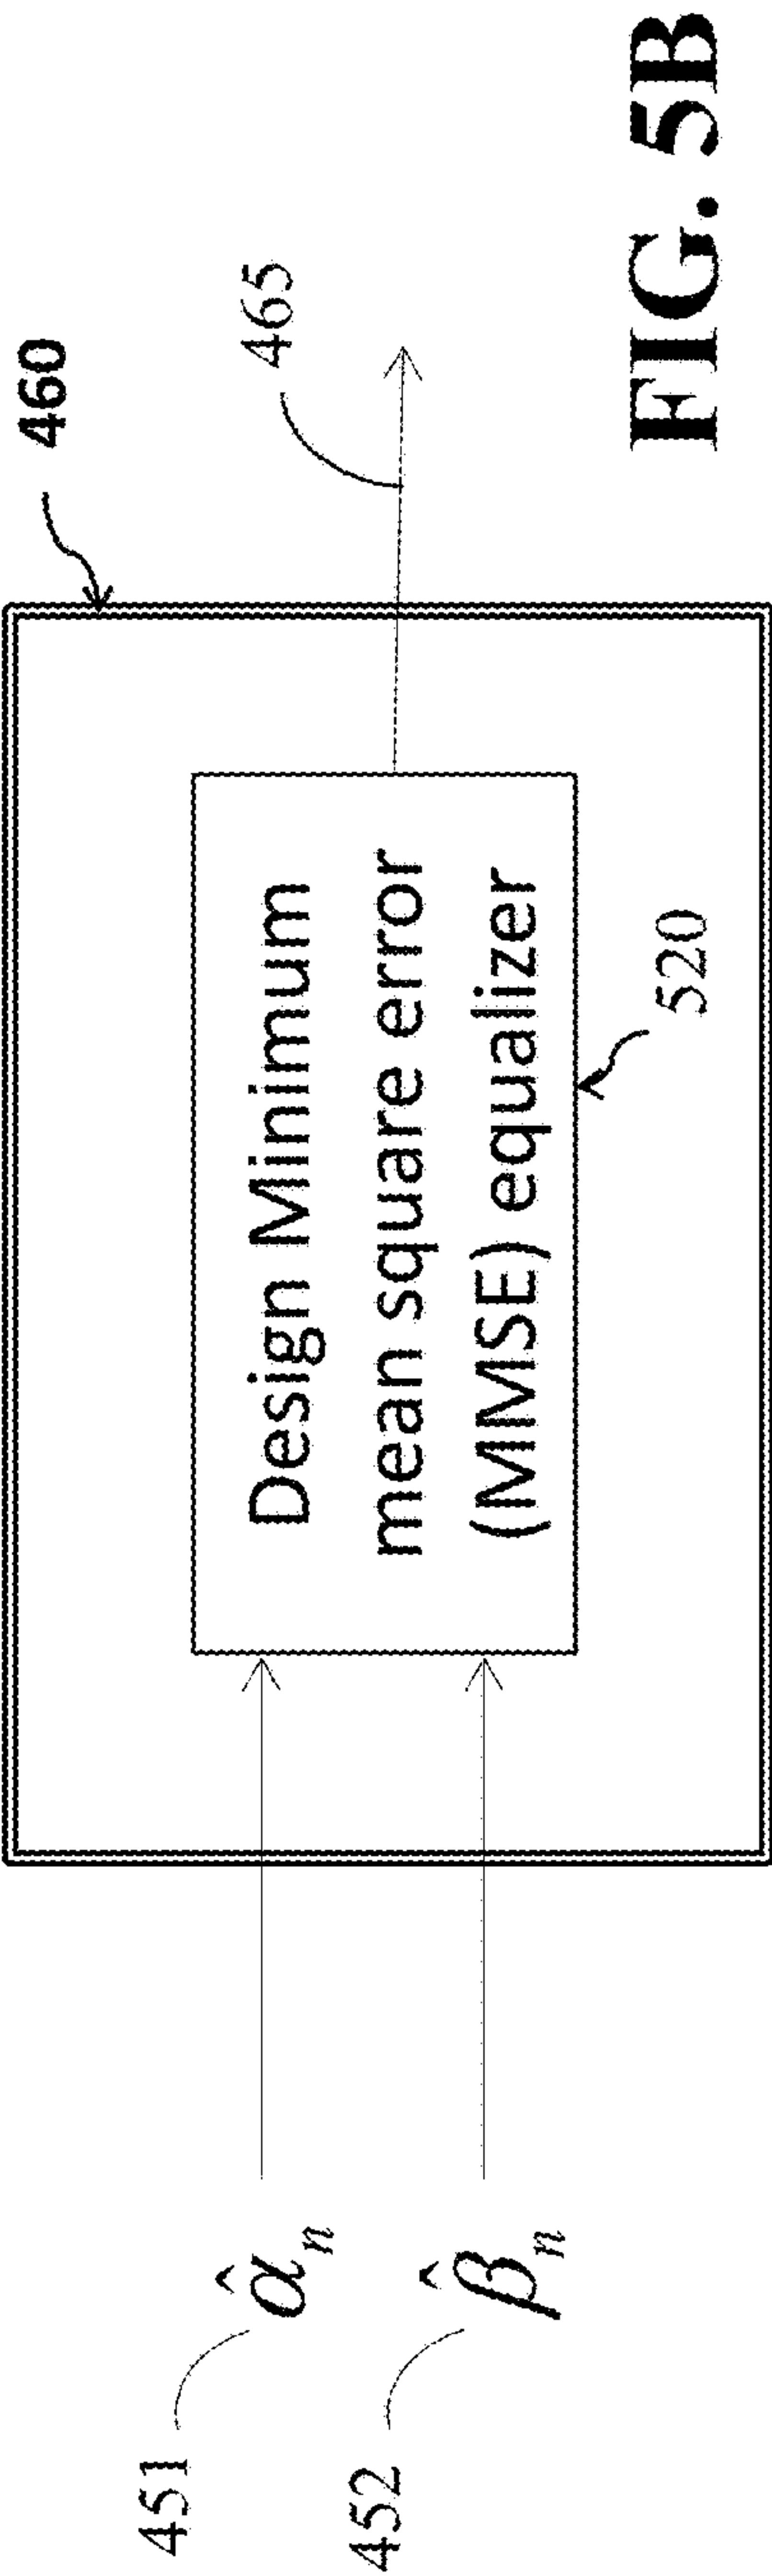 460
465
451
α̂n
452
β̂n
Design Minimum
mean square error
(MMSE) equalizer
520
FIG. 5B